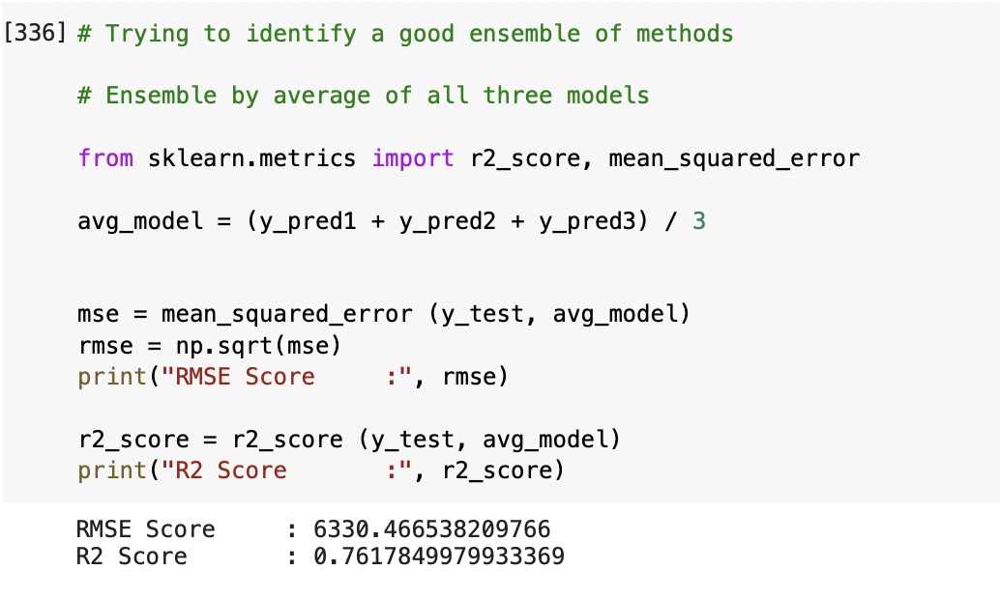 [336] # Trying to identify a good ensemble of methods
# Ensemble by average of all three models
from sklearn.metrics import r2_score, mean_squared_error
avg_model = (y_pred1 + y_pred2 + y_pred3) / 3
mse = mean_squared_error (y_test, avg_model)
rmse = np.sqrt(mse)
print("RMSE Score     :", rmse)
r2_score = r2_score (y_test, avg_model)
print("R2 Score       :", r2_score)
RMSE Score     : 6330.466538209766
R2 Score       : 0.7617849979933369